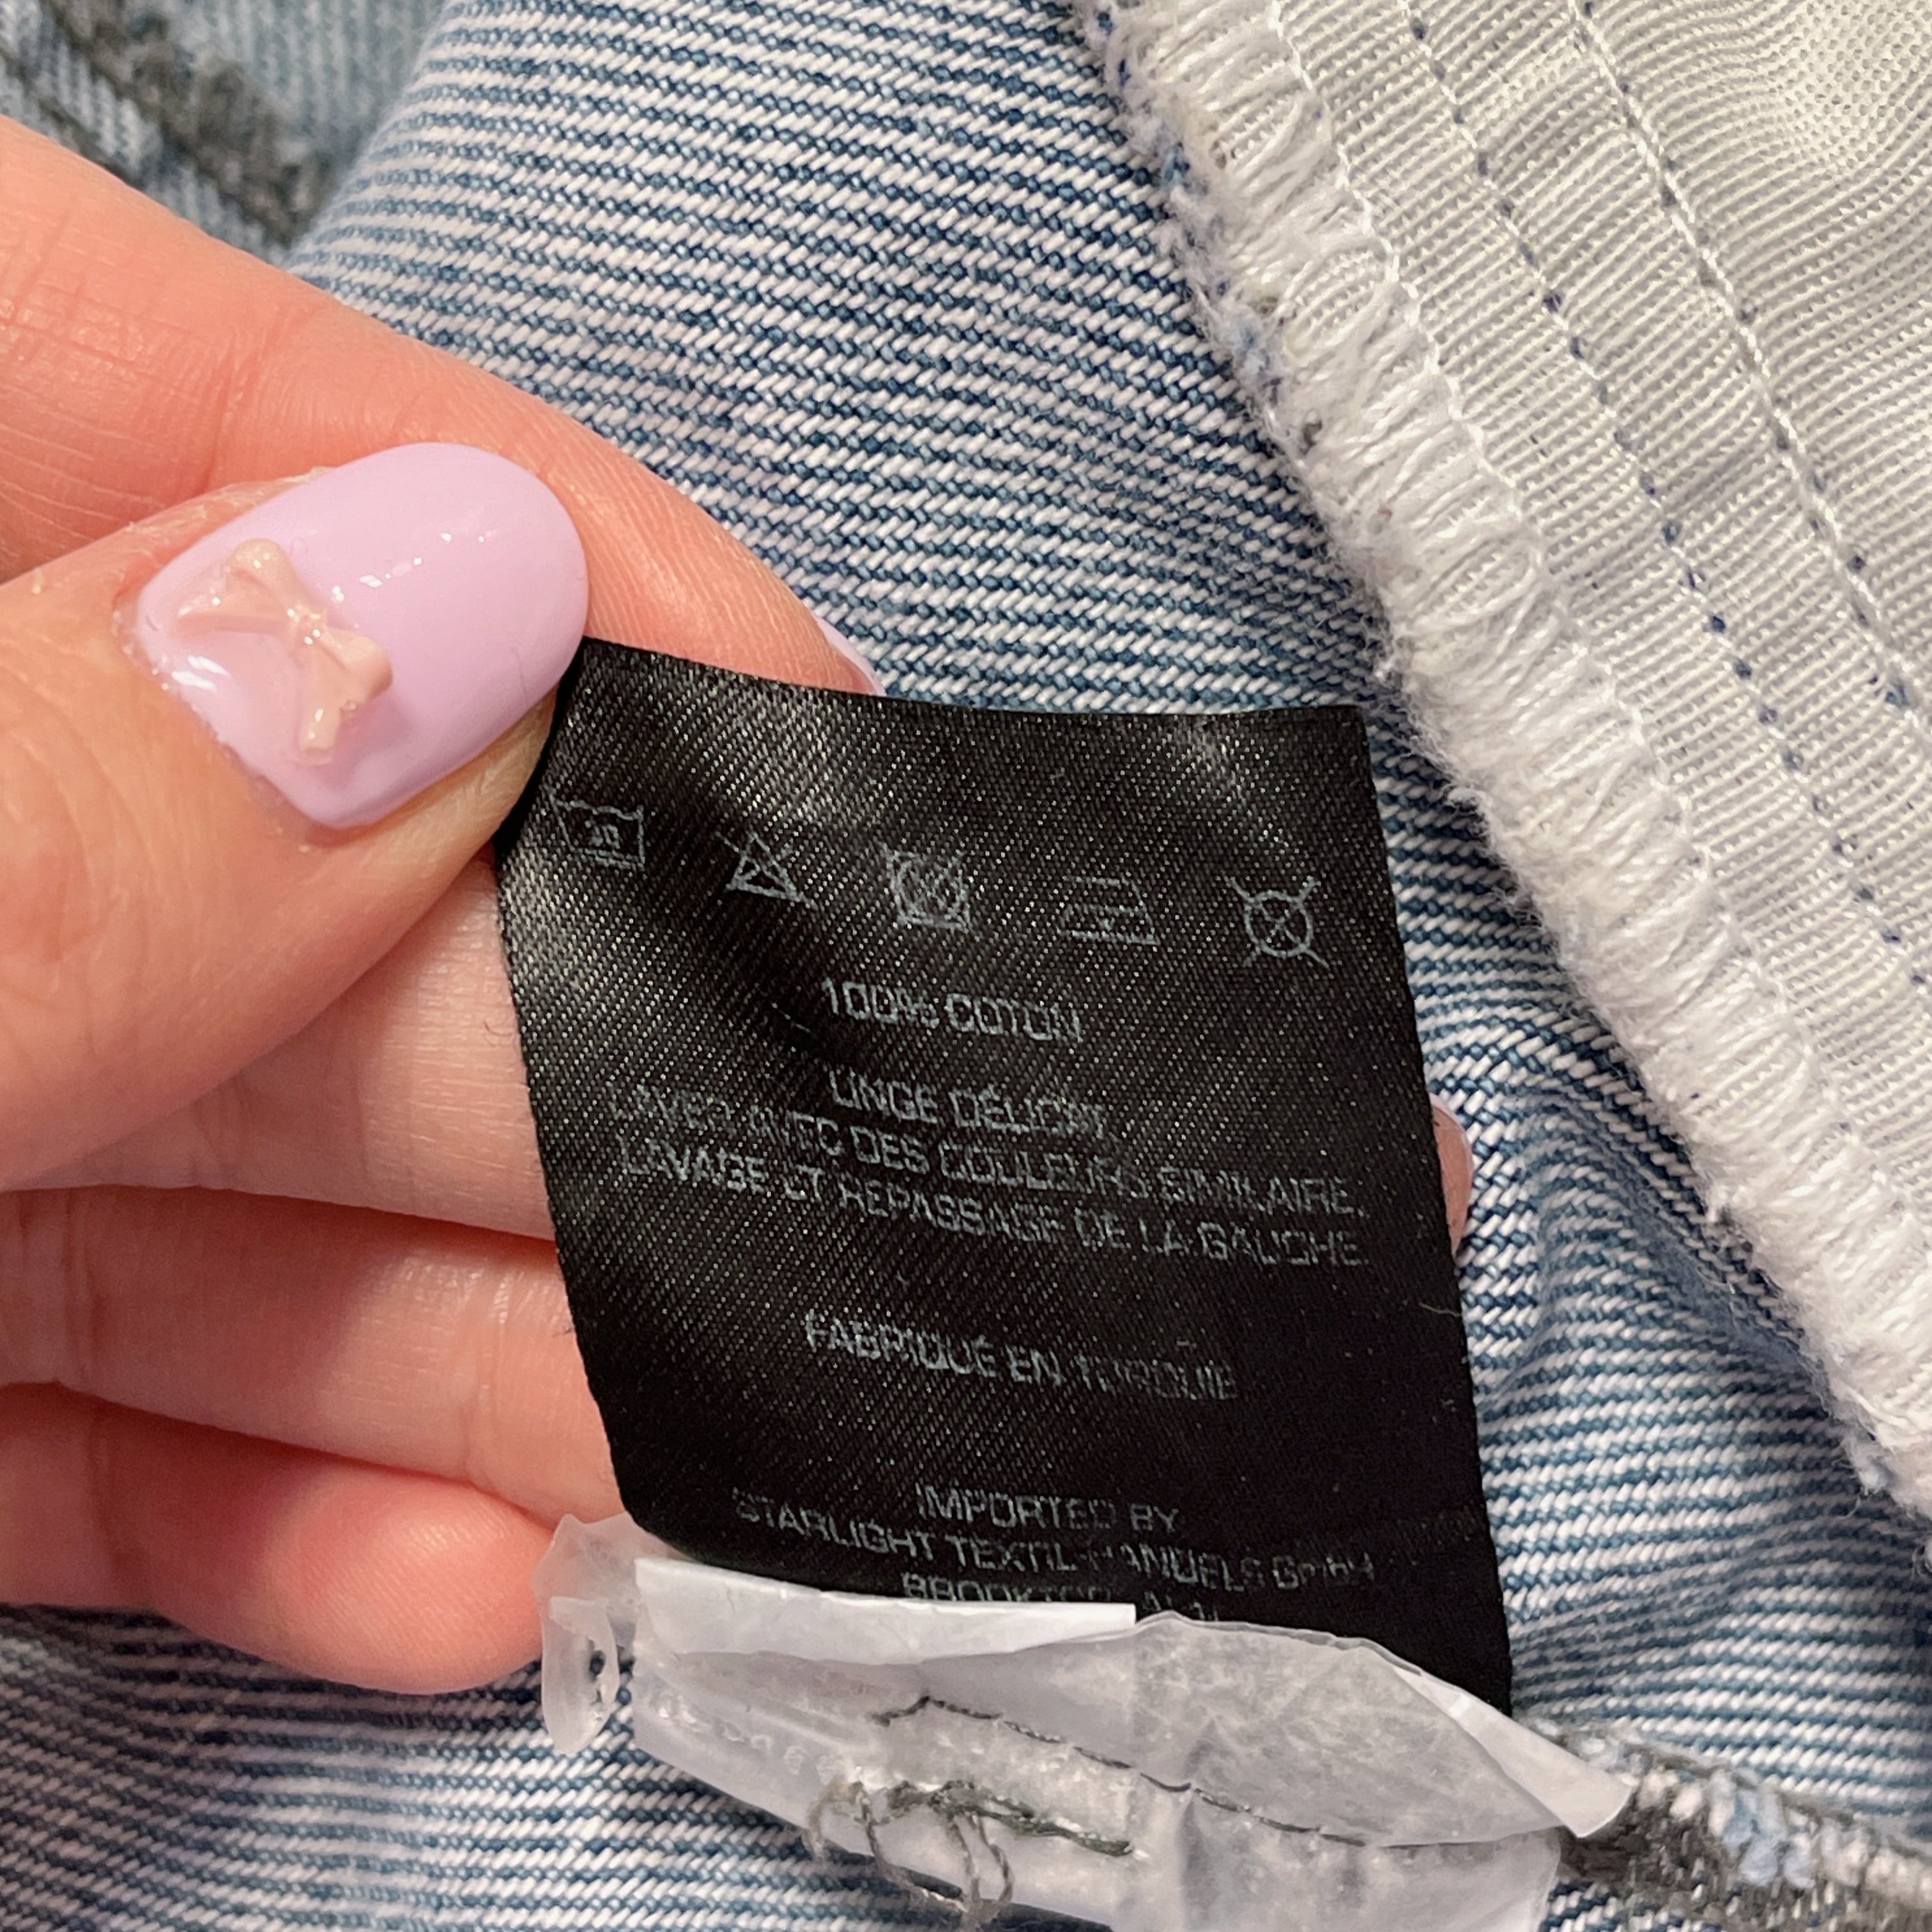 30
100% COTON
LINGE DÉLICAT,
LAVER AVEC DES COULEURS SIMILAIRE,
LAVAGE ET REPASSAGE DE LA GAUCHE
FABRIQUÉ EN TURQUIE
IMPORTED BY
STARLIGHT TEXTIL-HANDELS GmbH